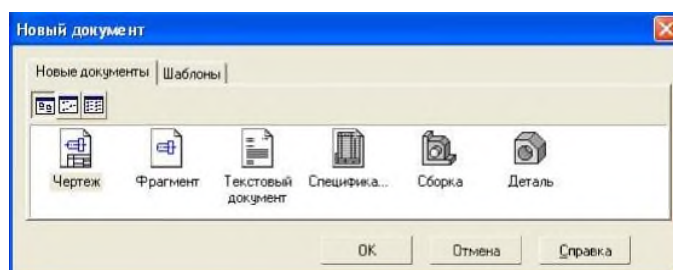 Новый документ
Новые документы Шаблоны
Чертеж Фрагмент Текстовый документ Специфика... Сборка Деталь
OK Отмена Справка